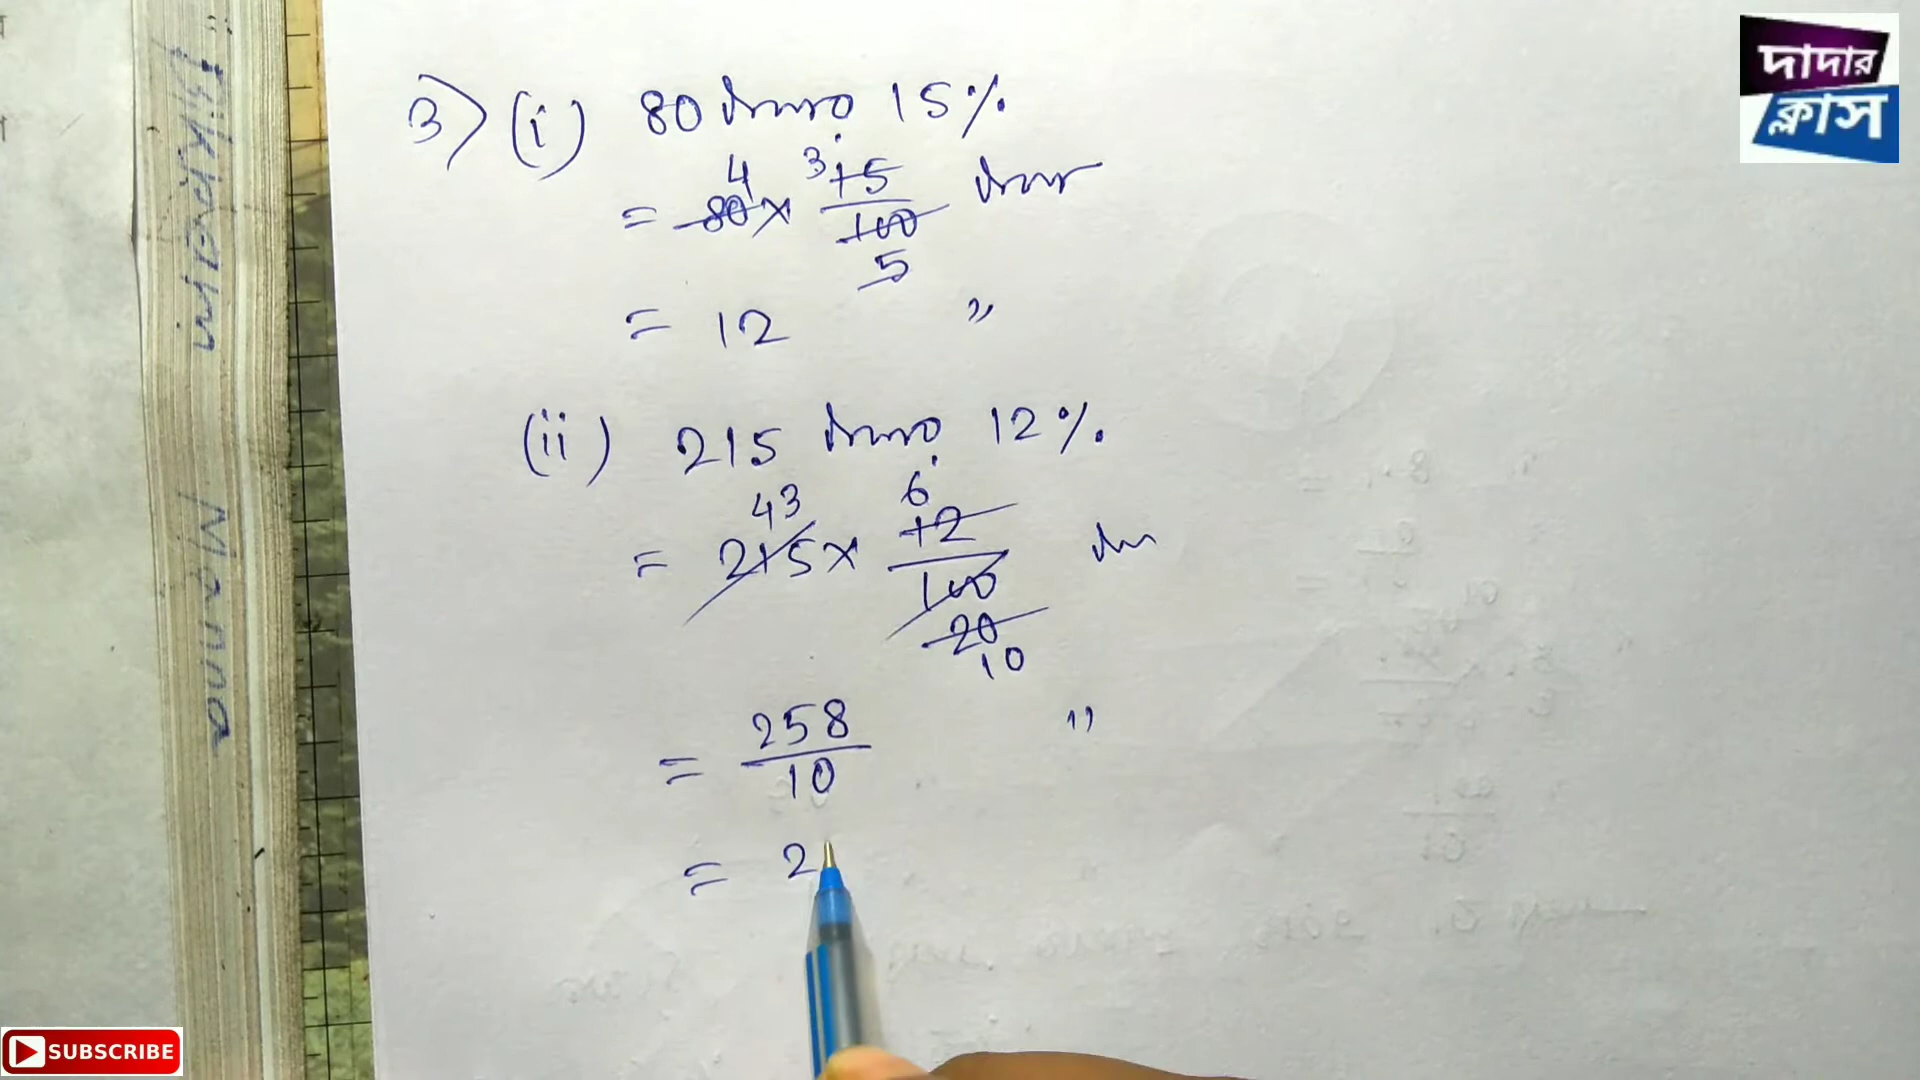 দাদার
ক্লাস
3) (i) 80 টাকার 15%
= 80 × 15/100 টাকা
4 3 5
= 12 "
(ii) 215 টাকার 12%
= 215 × 12/100
43 6 20 10
= 258/10 "
= 2
SUBSCRIBE